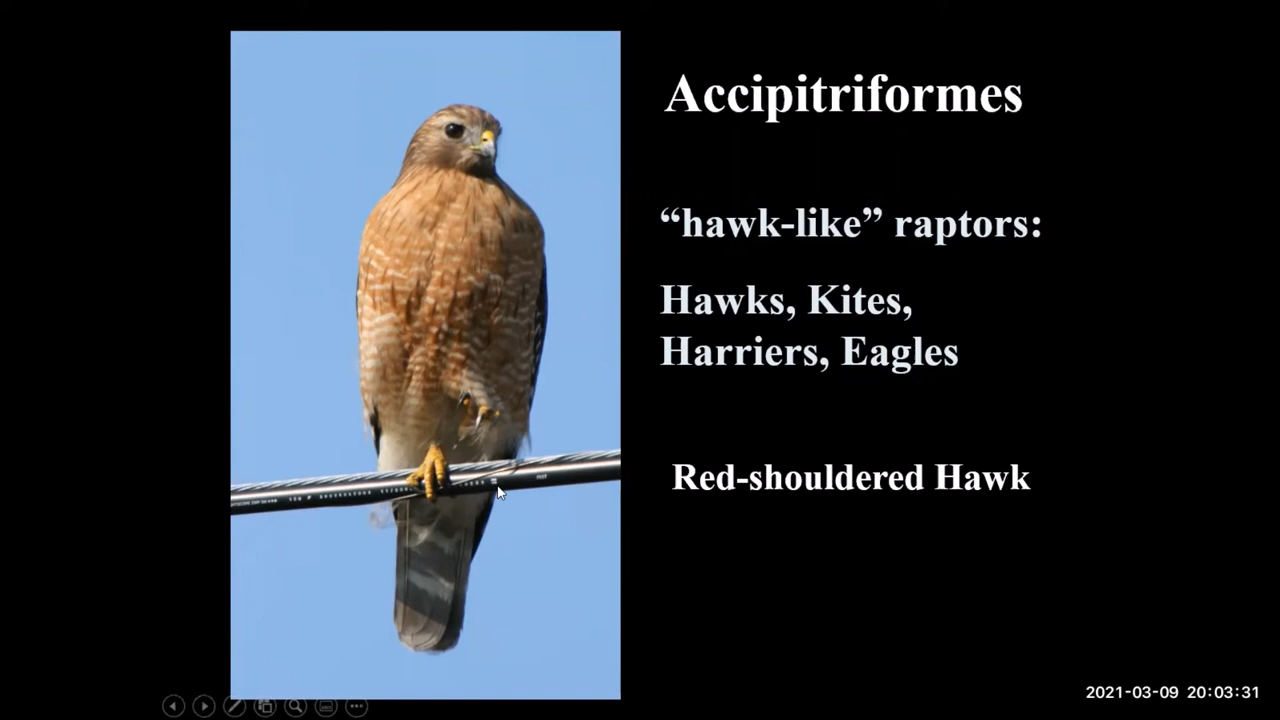 Accipitriformes
“hawk-like” raptors:
Hawks, Kites,
Harriers, Eagles
Red-shouldered Hawk
2021-03-09 20:03:31